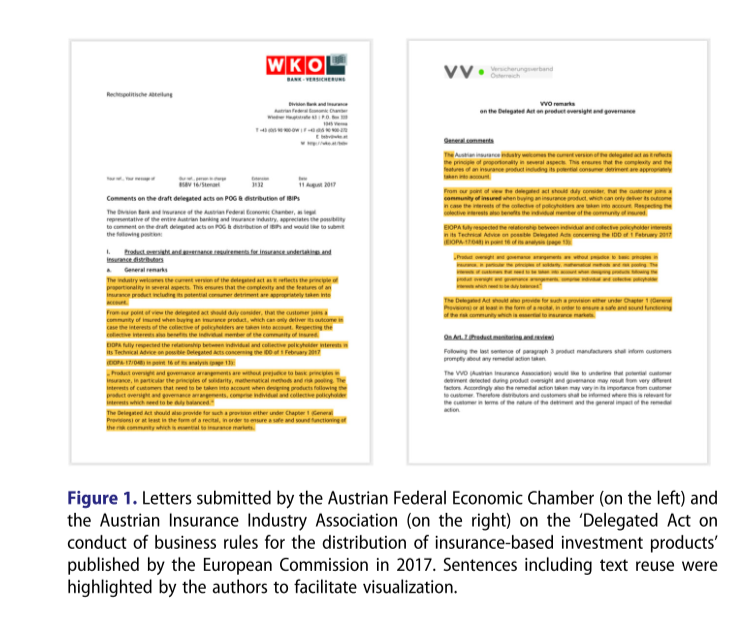 WKO
BANK · VERSICHERUNG
Rechtspolitische Abteilung
Division Bank and Insurance
Austrian Federal Economic Chamber
1045 Vienna
Your ref., Your message of
Our ref., person in charge
Extension
Date
BSBV 16/Stempel
3132
11 August 2017
Comments on the draft delegated acts on POG & distribution of IBIPs
The Division Bank and Insurance of the Austrian Federal Economic Chamber, as legal
representative of the entire Austrian banking and insurance industry, appreciates the possibility
to comment on the draft delegated acts on POG & distribution of IBIPs and would like to submit
the following position:
I. Product oversight and governance requirements for insurance undertakings and
insurance distributors
a. General remarks
The industry welcomes the current version of the delegated act as it reflects the principle of
proportionality in several aspects. This ensures that the complexity and the features of an
insurance product including its potential consumer detriment are appropriately taken into
account.
From our point of view the delegated act should duly consider, that the customer joins a
community of insured when buying an insurance product, which can only deliver its outcome in
case the interests of the collective of policyholders are taken into account. Respecting the
collective interests also benefits the individual member of the community of insured.
EIOPA fully respected the relationship between individual and collective policyholder interests in
its Technical Advice on possible Delegated Acts concerning the IDD of 1 February 2017
(EIOPA-17/048) in point 16 of its analysis (page 13):
„Product oversight and governance arrangements are without prejudice to basic principles in
insurance, in particular the principles of solidarity, mathematical methods and risk pooling. The
interests of customers that need to be taken into account when designing products following the
product oversight and governance arrangements, comprise individual and collective policyholder
interests which need to be duly balanced."
The Delegated Act should also provide for such a provision either under Chapter 1 (General
Provisions) or at least in the form of a recital, in order to ensure a safe and sound functioning of
the risk community which is essential to insurance markets.
VVO
Versicherungsverband
Österreich
VVO remarks
on the Delegated Act on product oversight and governance
General comments
The Austrian insurance industry welcomes the current version of the delegated act as it reflects
the principle of proportionality in several aspects. This ensures that the complexity and the
features of an insurance product including its potential consumer detriment are appropriately
taken into account.
From our point of view the delegated act should duly consider, that the customer joins a
community of insured when buying an insurance product, which can only deliver its outcome
in case the interests of the collective of policyholders are taken into account. Respecting the
collective interests also benefits the individual member of the community of insured.
EIOPA fully respected the relationship between individual and collective policyholder interests
in its Technical Advice on possible Delegated Acts concerning the IDD of 1 February 2017
(EIOPA-17/048) in point 16 of its analysis (page 13):
„Product oversight and governance arrangements are without prejudice to basic principles in
insurance, in particular the principles of solidarity, mathematical methods and risk pooling. The
interests of customers that need to be taken into account when designing products following the
product oversight and governance arrangements, comprise individual and collective policyholder
interests which need to be duly balanced"
The Delegated Act should also provide for such a provision either under Chapter 1 (General
Provisions) or at least in the form of a recital, in order to ensure a safe and sound functioning
of the risk community which is essential to insurance markets.
On Art. 7 (Product monitoring and review)
Following the last sentence of paragraph 3 product manufacturers shall inform customers
promptly about any remedial action taken.
The VVO (Austrian Insurance Association) would like to underline that potential customer
detriment detected during product oversight and governance may result from very different
factors. Accordingly also the remedial action taken may vary in its importance from customer
to customer. Therefore distributors and customers shall be informed where this is relevant for
the customer in terms of the nature of the detriment and the general impact of the remedial
action.
Figure 1. Letters submitted by the Austrian Federal Economic Chamber (on the left) and
the Austrian Insurance Industry Association (on the right) on the ‘Delegated Act on
conduct of business rules for the distribution of insurance-based investment products’
published by the European Commission in 2017. Sentences including text reuse were
highlighted by the authors to facilitate visualization.